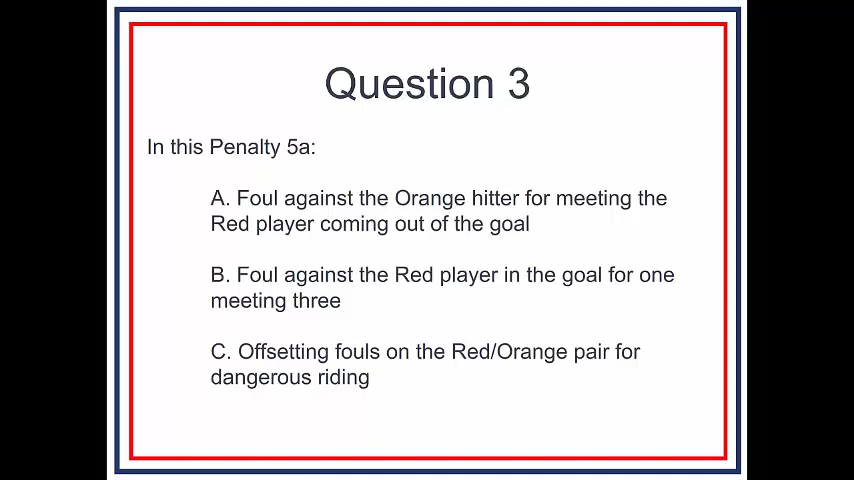 Question 3
In this Penalty 5a:
A. Foul against the Orange hitter for meeting the
Red player coming out of the goal
B. Foul against the Red player in the goal for one
meeting three
C. Offsetting fouls on the Red/Orange pair for
dangerous riding